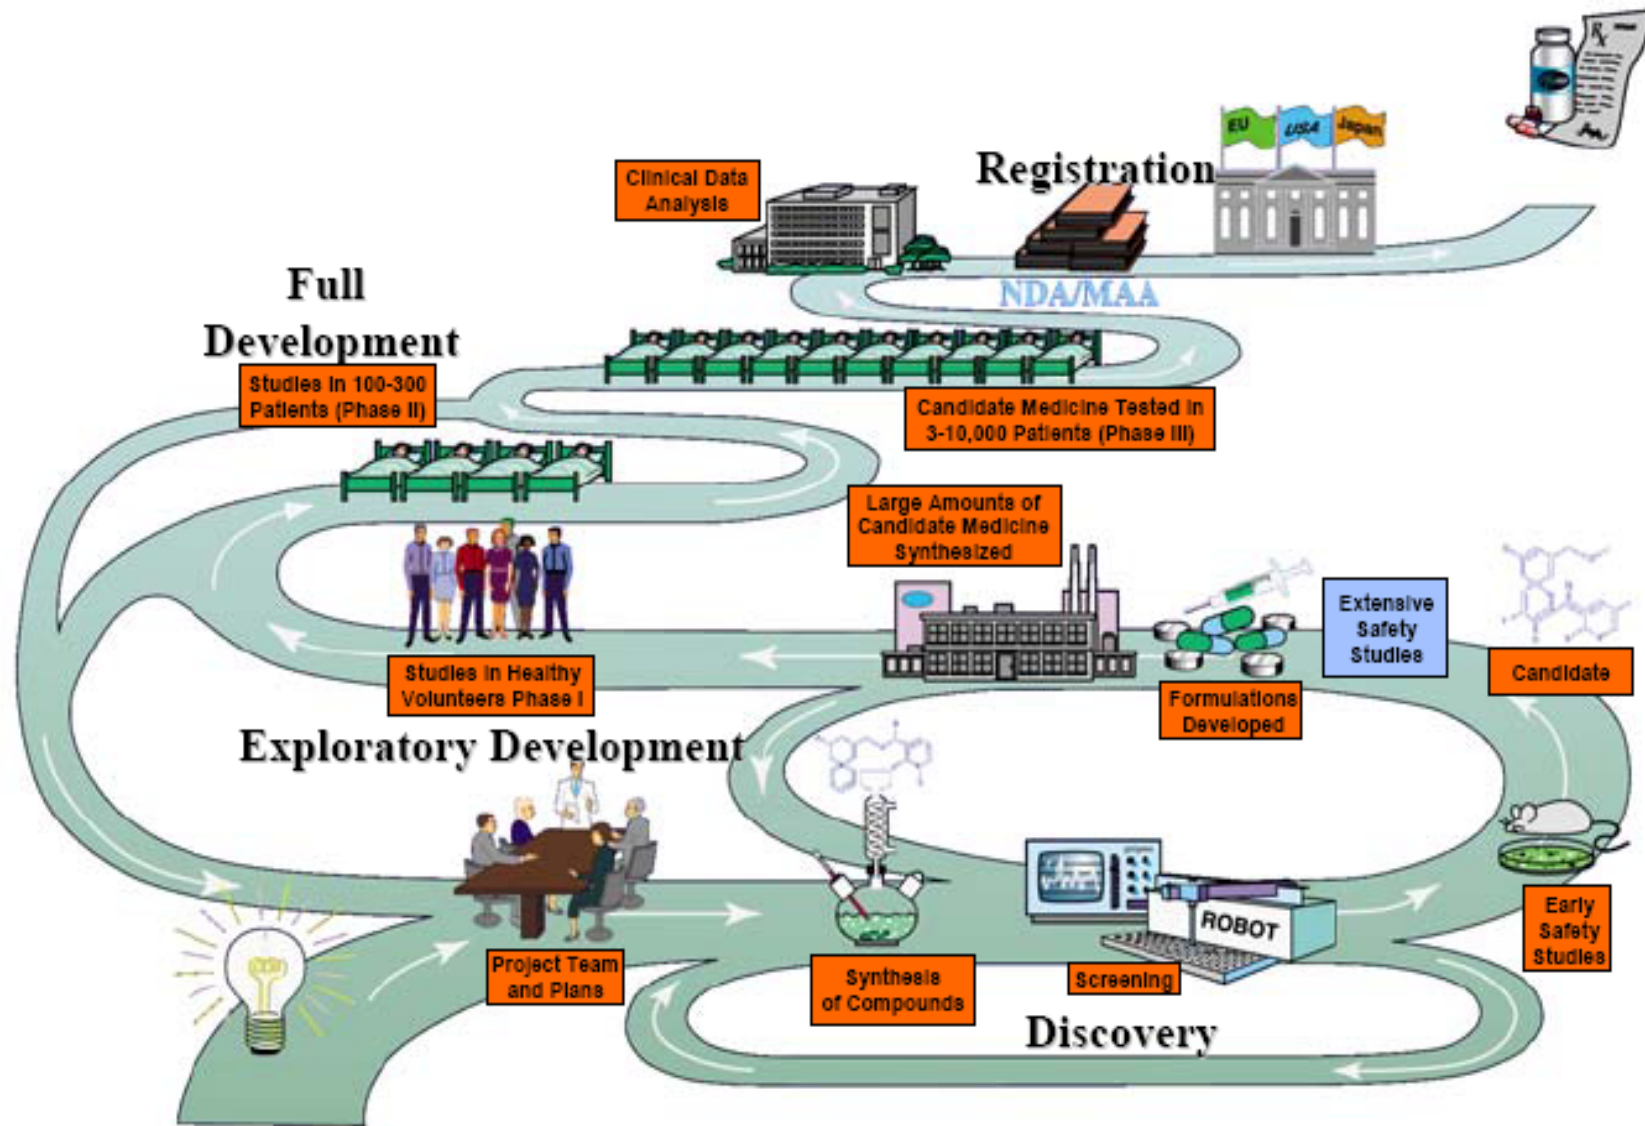 Rx
EU
USA
Japan
Registration
Clinical Data
Analysis
NDA/MAA
Full
Development
Studies in 100-300
Patients (Phase II)
Candidate Medicine Tested in
3-10,000 Patients (Phase III)
Large Amounts of
Candidate Medicine
Synthesized
Extensive
Safety
Studies
Candidate
Studies in Healthy
Volunteers Phase I
Formulations
Developed
Exploratory Development
ROBOT
Early
Safety
Studies
Project Team
and Plans
Synthesis
of Compounds
Screening
Discovery